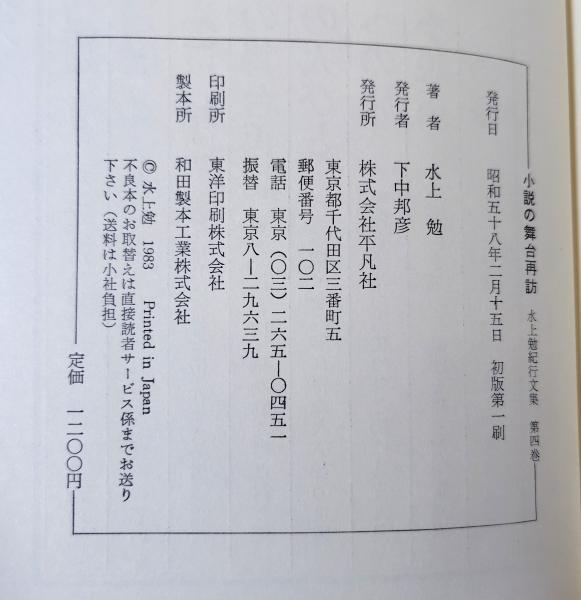 小説の舞台再訪 水上勉紀行文集 第四巻
発行日 昭和五十八年二月十五日 初版第一刷
著者 水上勉
発行者 下中邦彦
発行所 株式会社平凡社
東京都千代田区三番町五
郵便番号 一〇二
電話 東京(〇三)二六五―〇四五一
振替 東京八―二九六三九
印刷所 東洋印刷株式会社
製本所 和田製本工業株式会社
© 水上勉 1983 Printed in Japan
不良本のお取替えは直接読者サービス係までお送り
下さい(送料は小社負担)
定価 一二〇〇円